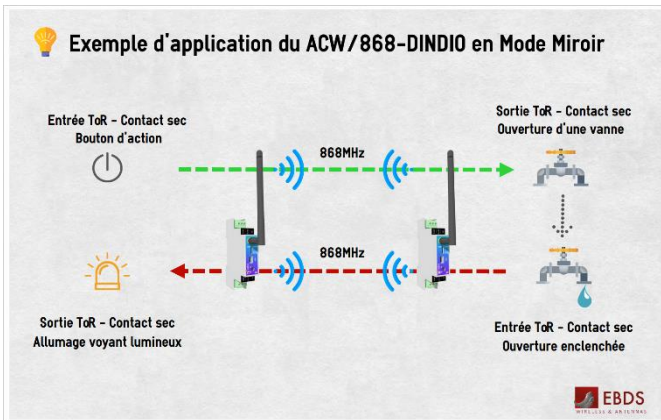 Exemple d'application du ACW/868-DINDIO en Mode Miroir
Entrée ToR - Contact sec
Bouton d'action
868MHz
Sortie ToR - Contact sec
Ouverture d'une vanne
868MHz
Sortie ToR - Contact sec
Allumage voyant lumineux
Entrée ToR - Contact sec
Ouverture enclenchée
EBDS
WIRELESS & ANTENNAS